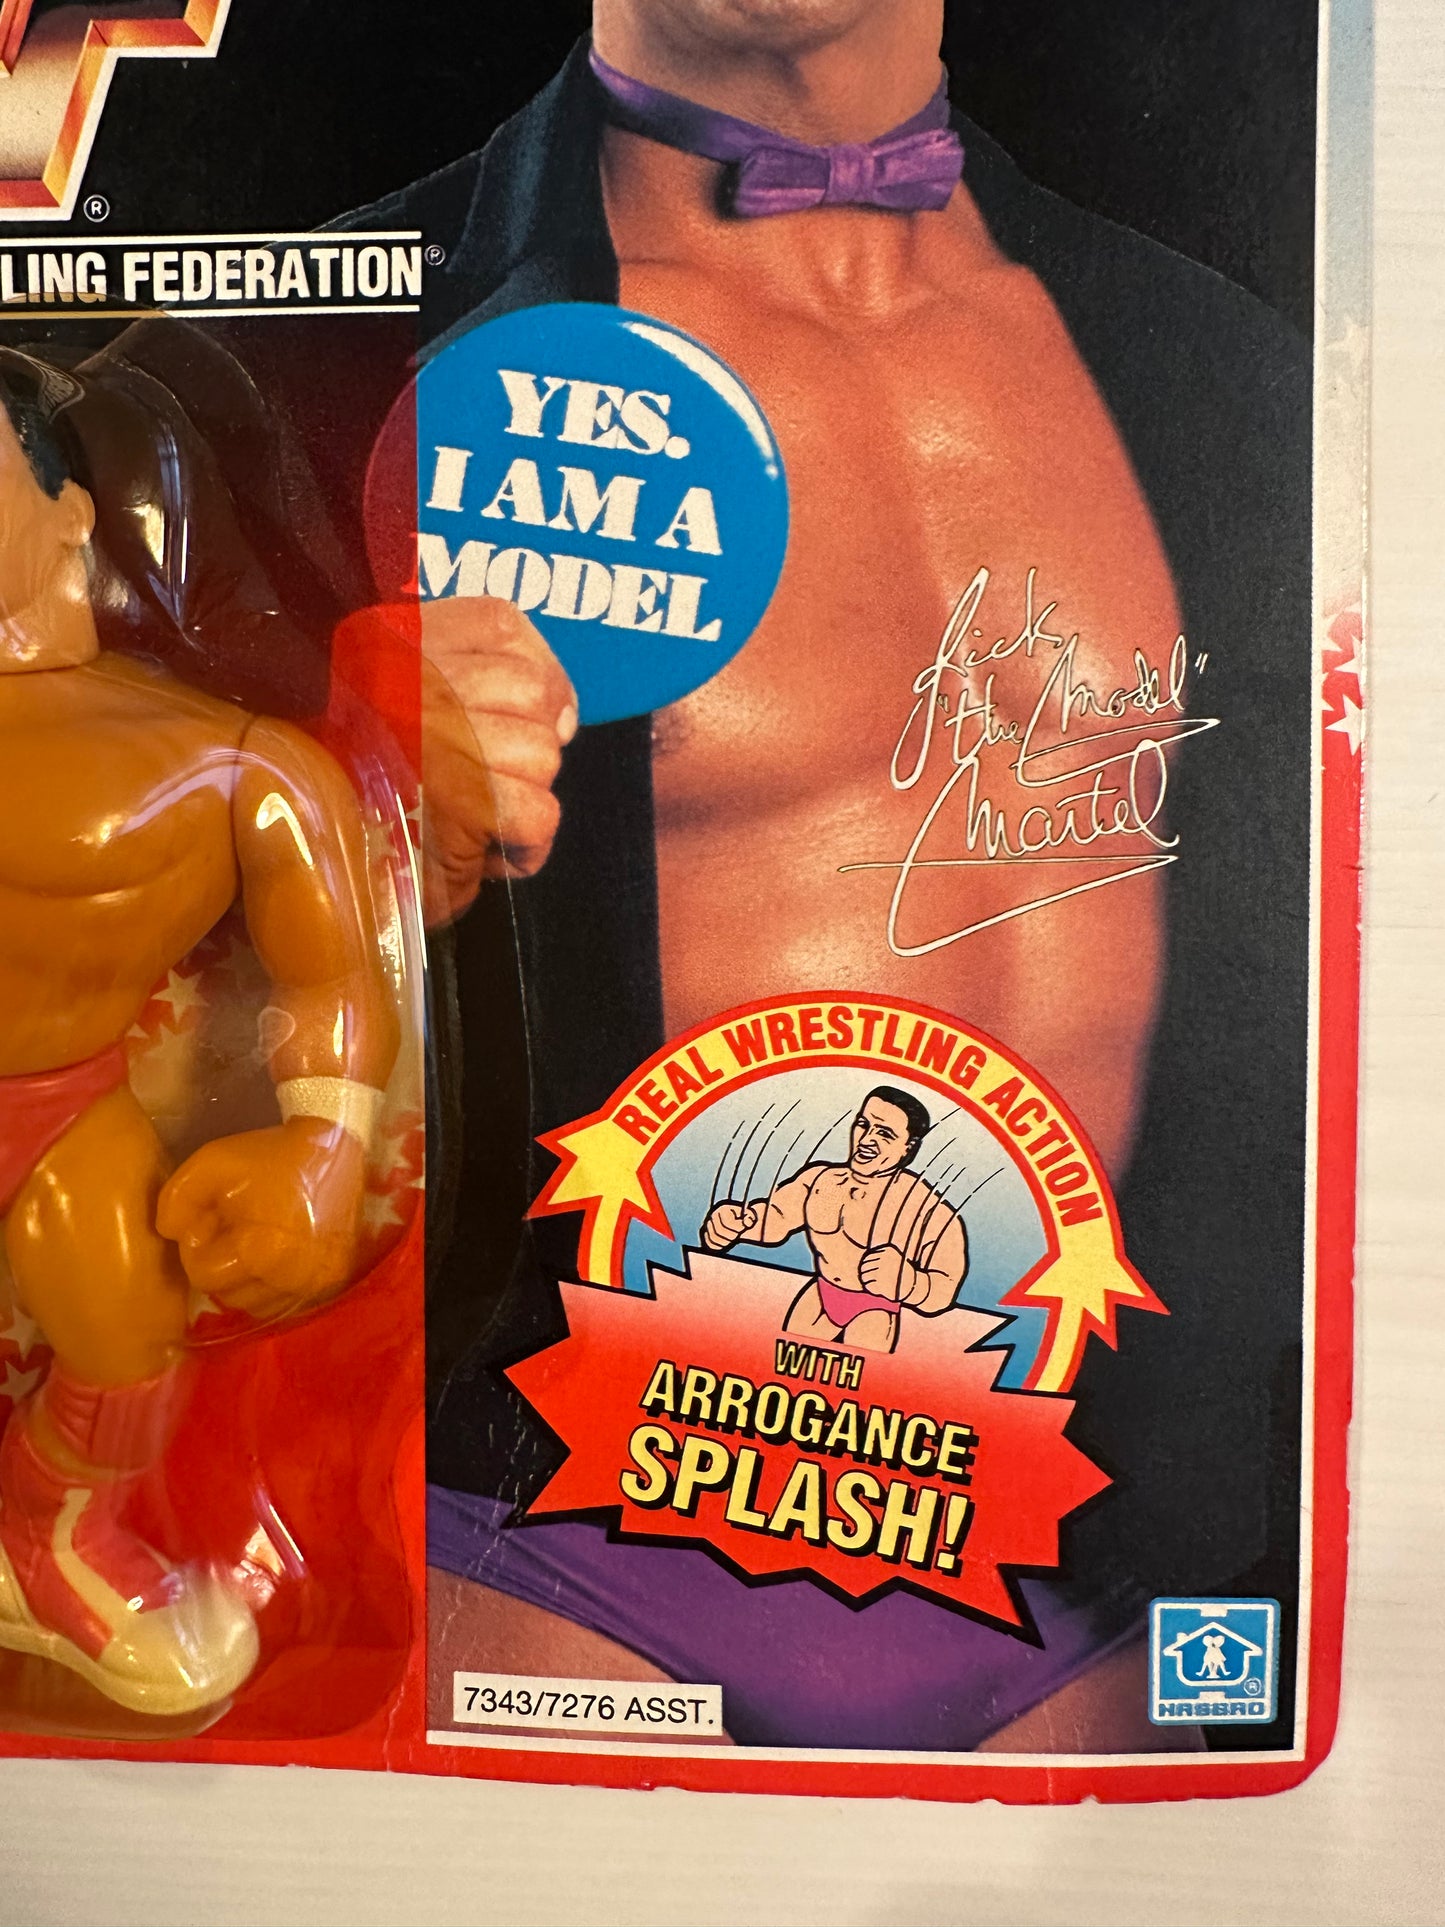 ®
LING FEDERATION®
YES.
I AM A
MODEL
Rick
"the Model"
Martel
REAL WRESTLING ACTION
WITH
ARROGANCE
SPLASH!
7343/7276 ASST.
®
HASBRO